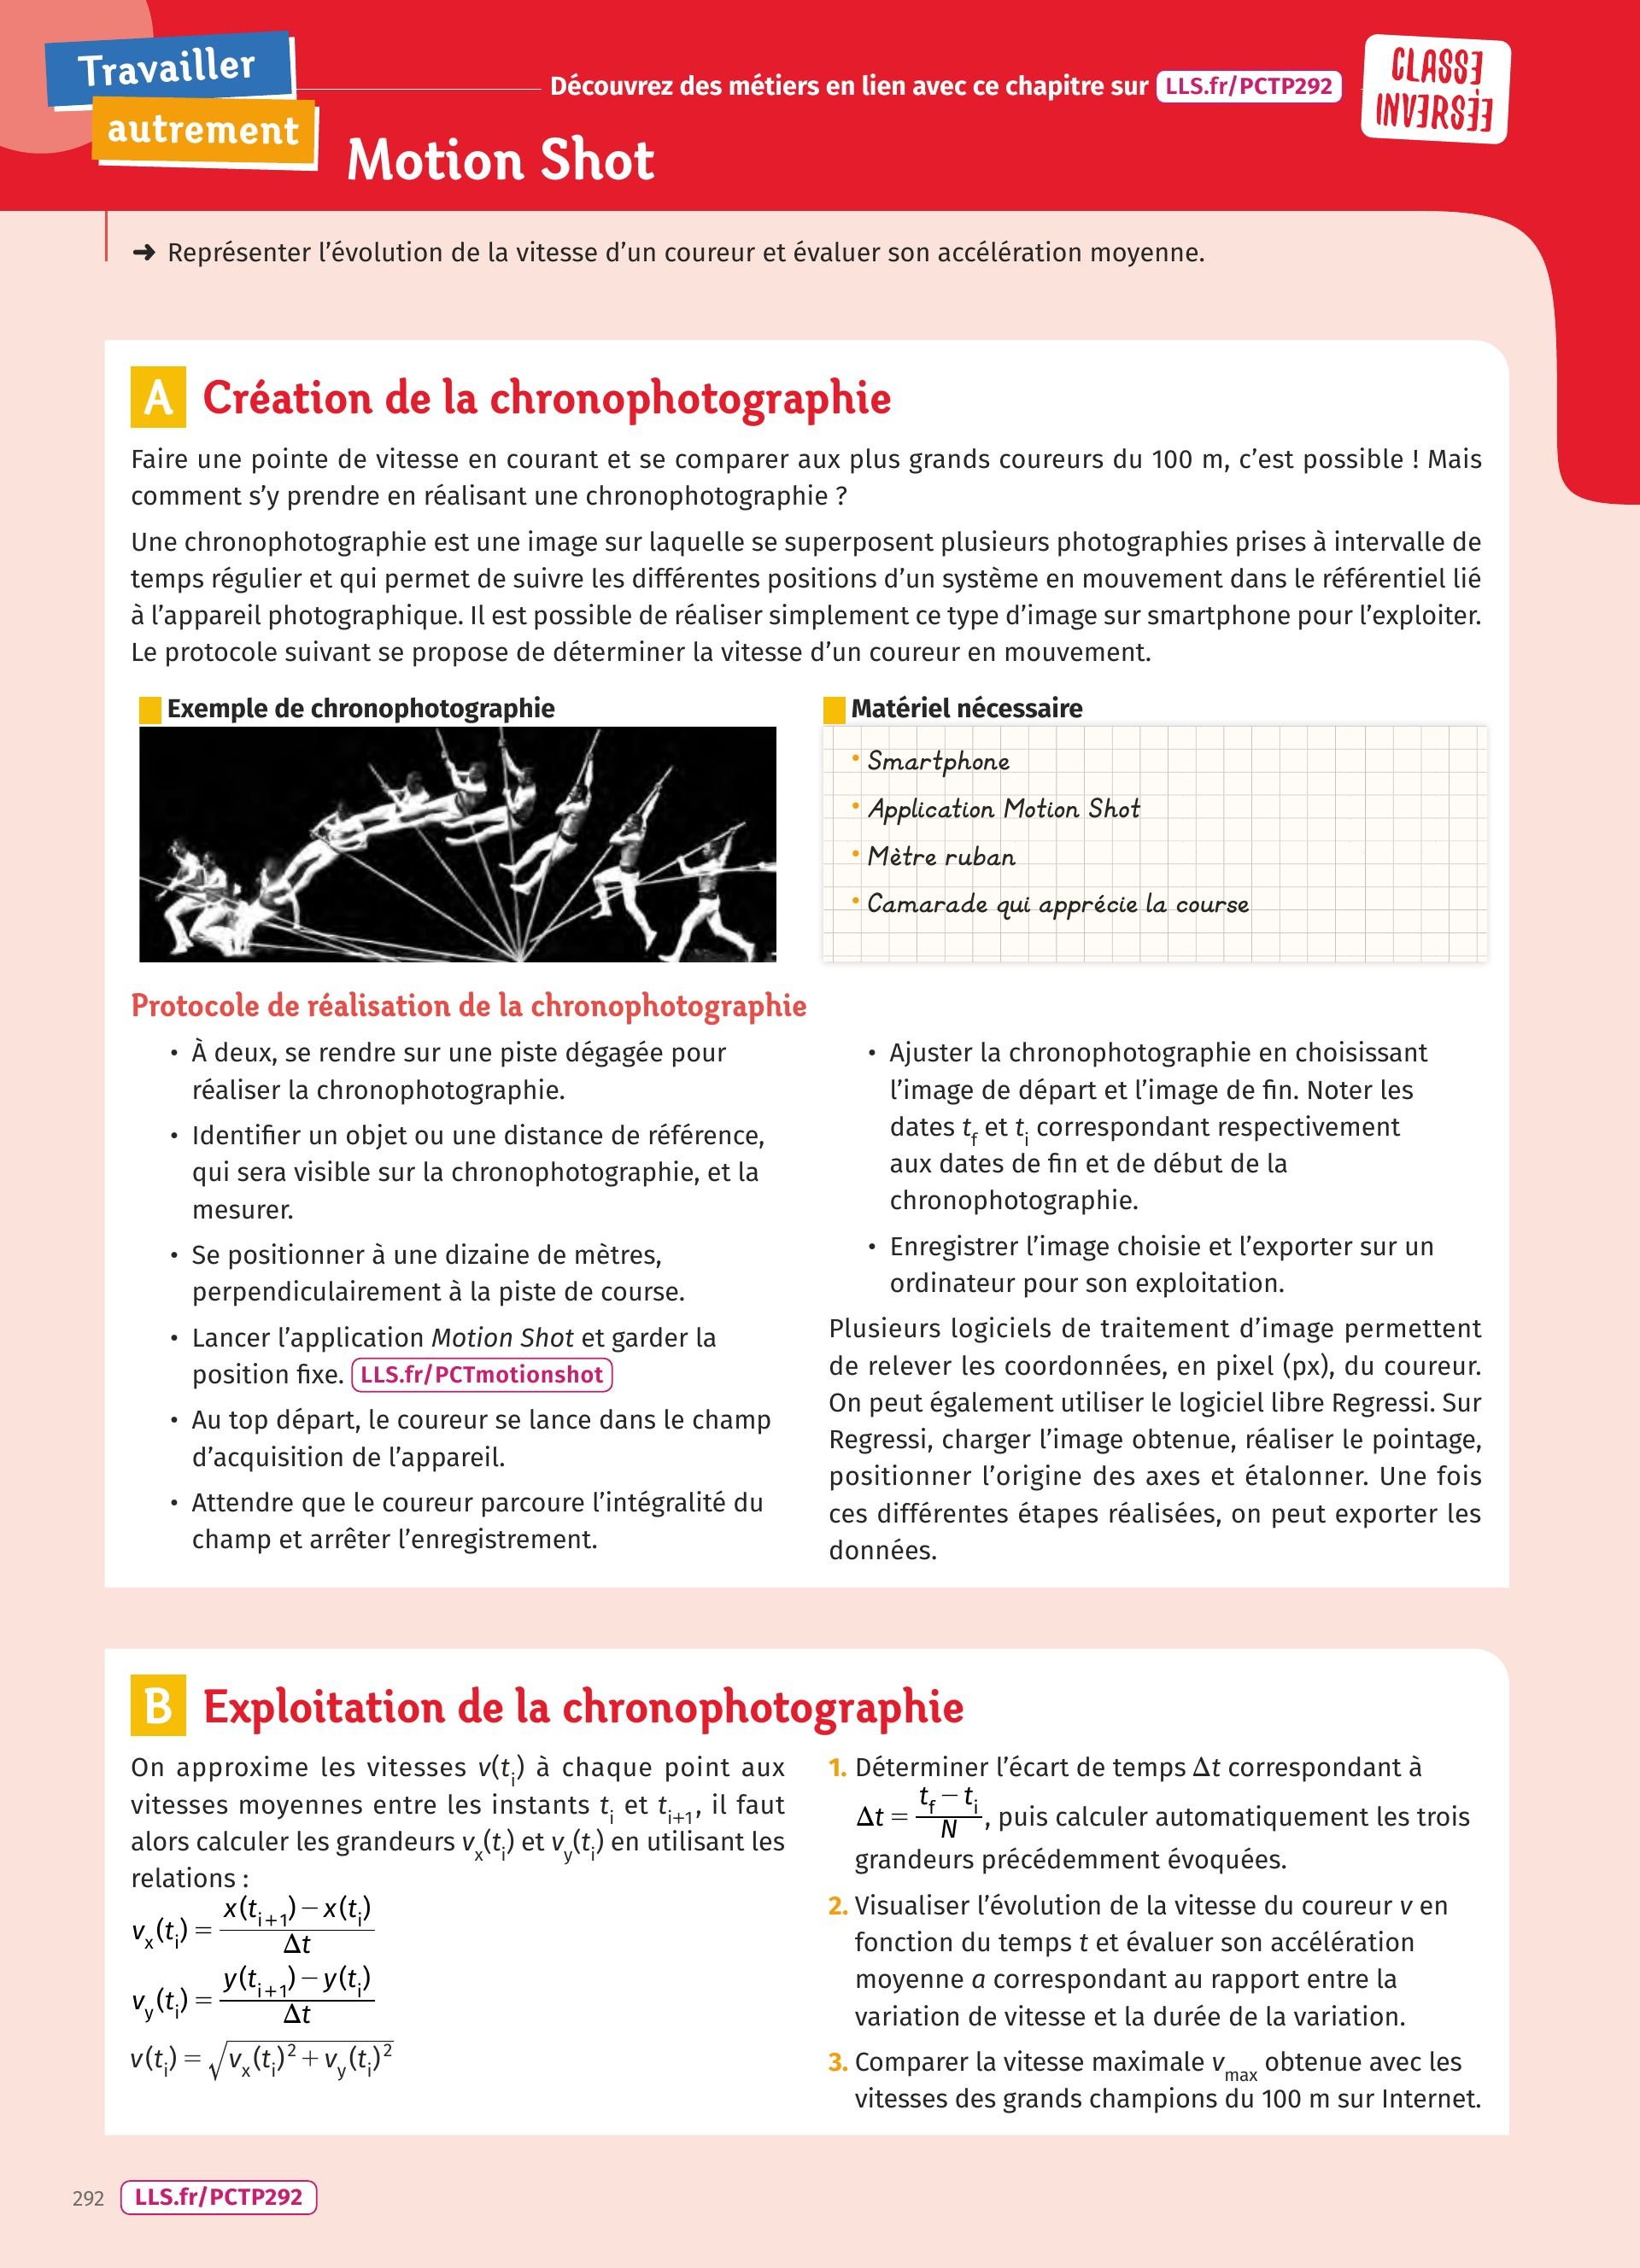 Travailler
autrement
Découvrez des métiers en lien avec ce chapitre sur LLS.fr/PCTP292
CLASSE
INVERSÉE
Motion Shot
➜ Représenter l’évolution de la vitesse d’un coureur et évaluer son accélération moyenne.
A Création de la chronophotographie
Faire une pointe de vitesse en courant et se comparer aux plus grands coureurs du 100 m, c’est possible ! Mais
comment s’y prendre en réalisant une chronophotographie ?
Une chronophotographie est une image sur laquelle se superposent plusieurs photographies prises à intervalle de
temps régulier et qui permet de suivre les différentes positions d’un système en mouvement dans le référentiel lié
à l’appareil photographique. Il est possible de réaliser simplement ce type d’image sur smartphone pour l’exploiter.
Le protocole suivant se propose de déterminer la vitesse d’un coureur en mouvement.
Exemple de chronophotographie
Matériel nécessaire
• Smartphone
• Application Motion Shot
• Mètre ruban
• Camarade qui apprécie la course
Protocole de réalisation de la chronophotographie
• À deux, se rendre sur une piste dégagée pour
réaliser la chronophotographie.
• Identifier un objet ou une distance de référence,
qui sera visible sur la chronophotographie, et la
mesurer.
• Se positionner à une dizaine de mètres,
perpendiculairement à la piste de course.
• Lancer l’application Motion Shot et garder la
position fixe. LLS.fr/PCTmotionshot
• Au top départ, le coureur se lance dans le champ
d’acquisition de l’appareil.
• Attendre que le coureur parcoure l’intégralité du
champ et arrêter l’enregistrement.
• Ajuster la chronophotographie en choisissant
l’image de départ et l’image de fin. Noter les
dates t_f et t_i correspondant respectivement
aux dates de fin et de début de la
chronophotographie.
• Enregistrer l’image choisie et l’exporter sur un
ordinateur pour son exploitation.
Plusieurs logiciels de traitement d’image permettent
de relever les coordonnées, en pixel (px), du coureur.
On peut également utiliser le logiciel libre Regressi. Sur
Regressi, charger l’image obtenue, réaliser le pointage,
positionner l’origine des axes et étalonner. Une fois
ces différentes étapes réalisées, on peut exporter les
données.
B Exploitation de la chronophotographie
On approxime les vitesses v(t_i) à chaque point aux
vitesses moyennes entre les instants t_i et t_{i+1}, il faut
alors calculer les grandeurs v_x(t_i) et v_y(t_i) en utilisant les
relations :
v_x(t_i) = (x(t_{i+1}) − x(t_i)) / Δt
v_y(t_i) = (y(t_{i+1}) − y(t_i)) / Δt
v(t_i) = √(v_x(t_i)² + v_y(t_i)²)
1. Déterminer l’écart de temps Δt correspondant à
Δt = (t_f − t_i) / N, puis calculer automatiquement les trois
grandeurs précédemment évoquées.
2. Visualiser l’évolution de la vitesse du coureur v en
fonction du temps t et évaluer son accélération
moyenne a correspondant au rapport entre la
variation de vitesse et la durée de la variation.
3. Comparer la vitesse maximale v_max obtenue avec les
vitesses des grands champions du 100 m sur Internet.
292 LLS.fr/PCTP292